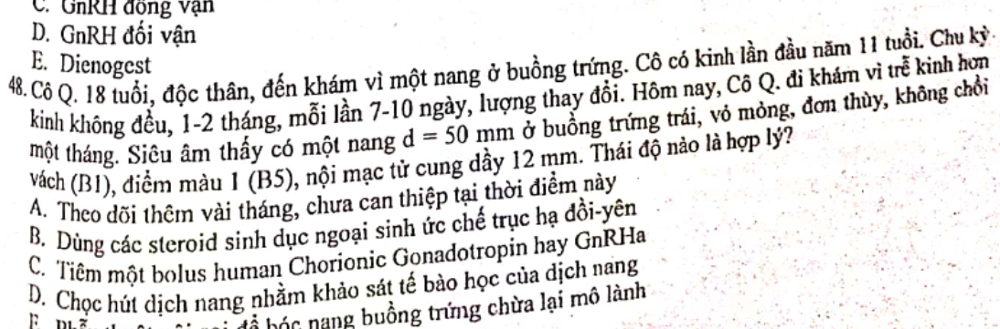 C. GnRH đồng vận
D. GnRH đối vận
E. Dienogest
48. Cô Q. 18 tuổi, độc thân, đến khám vì một nang ở buồng trứng. Cô có kinh lần đầu năm 11 tuổi. Chu kỳ
kinh không đều, 1-2 tháng, mỗi lần 7-10 ngày, lượng thay đổi. Hôm nay, Cô Q. đi khám vì trễ kinh hơn
một tháng. Siêu âm thấy có một nang d = 50 mm ở buồng trứng trái, vỏ mỏng, đơn thùy, không chồi
vách (B1), điểm màu 1 (B5), nội mạc tử cung dầy 12 mm. Thái độ nào là hợp lý?
A. Theo dõi thêm vài tháng, chưa can thiệp tại thời điểm này
B. Dùng các steroid sinh dục ngoại sinh ức chế trục hạ đồi-yên
C. Tiêm một bolus human Chorionic Gonadotropin hay GnRHa
D. Chọc hút dịch nang nhằm khảo sát tế bào học của dịch nang
bóc nang buồng trứng chừa lại mô lành